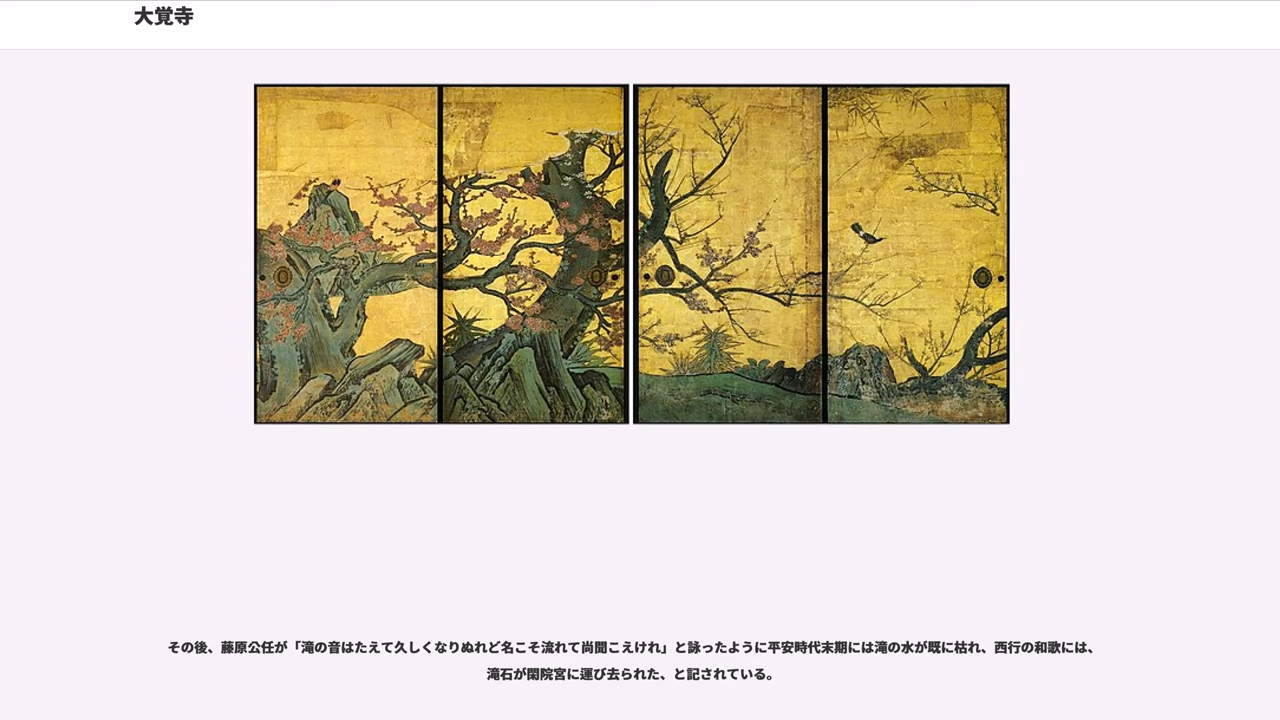 大覚寺
その後、藤原公任が「滝の音はたえて久しくなりぬれど名こそ流れて尚聞こえけれ」と詠ったように平安時代末期には滝の水が既に枯れ、西行の和歌には、
滝石が閑院宮に運び去られた、と記されている。